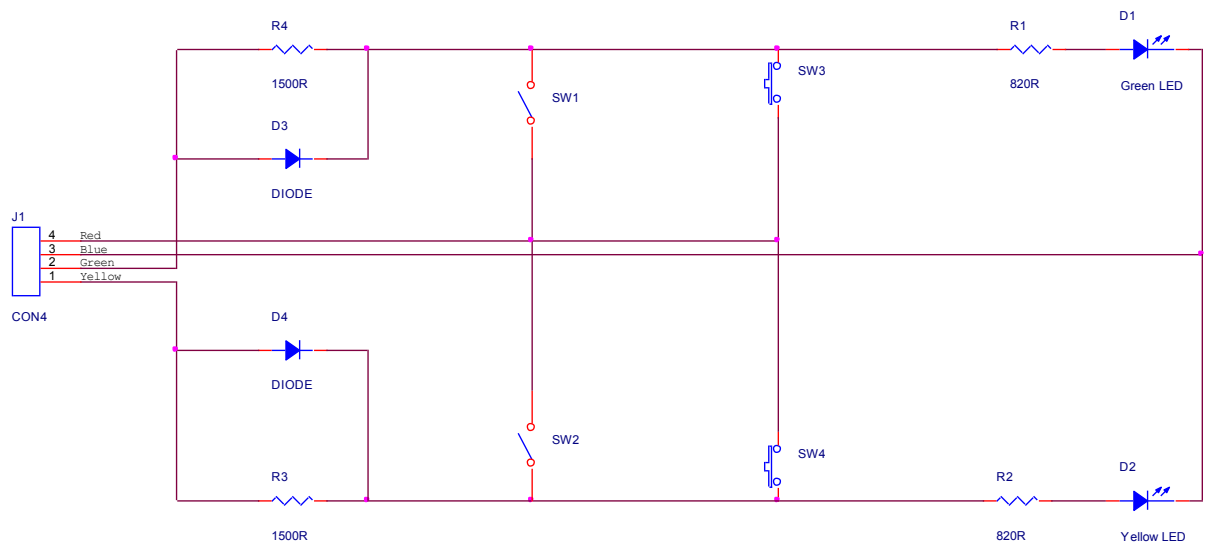 R4
1500R
D3
DIODE
SW1
SW3
R1
820R
D1
Green LED
J1
4 Red
3 Blue
2 Green
1 Yellow
CON4
D4
DIODE
R3
1500R
SW2
SW4
R2
820R
D2
Yellow LED